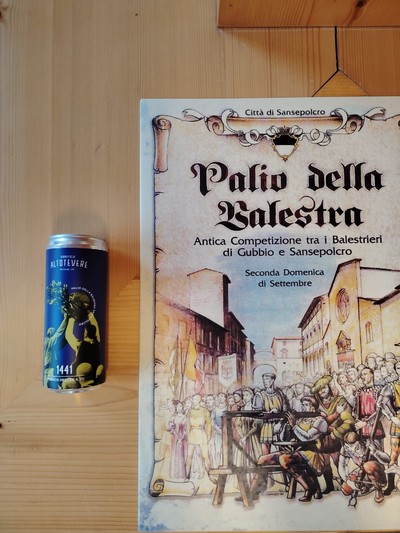 ALTOTEVERE
1441
Città di Sansepolcro
Palio della
Balestra
Antica Competizione tra i Balestrieri
di Gubbio e Sansepolcro
Seconda Domenica
di Settembre